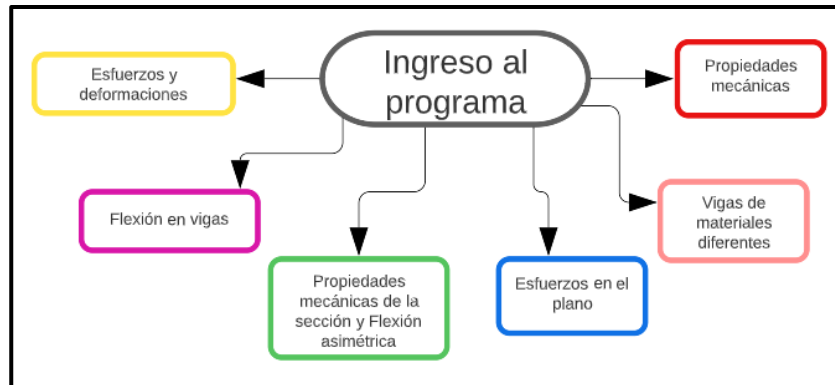 Ingreso al
programa
Esfuerzos y
deformaciones
Propiedades
mecánicas
Flexión en vigas
Vigas de
materiales
diferentes
Propiedades
mecánicas de la
sección y Flexión
asimétrica
Esfuerzos en el
plano